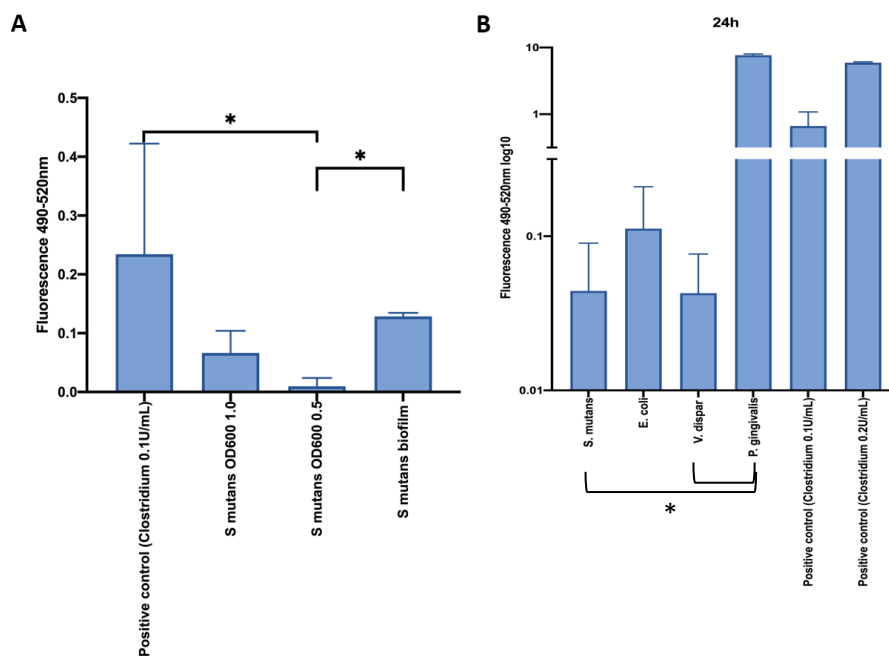 A
Fluorescence 490-520nm
0.5
0.4
0.3
0.2
0.1
0.0
*
*
Positive control (Clostridium 0.1U/mL)
S mutans OD600 1.0
S mutans OD600 0.5
S mutans biofilm
B
24h
Fluorescence 490-520nm log10
10
1
0.1
0.01
S. mutans
E. coli
V. dispar
P. gingivalis
Positive control (Clostridium 0.1U/mL)
Positive control (Clostridium 0.2U/mL)
*